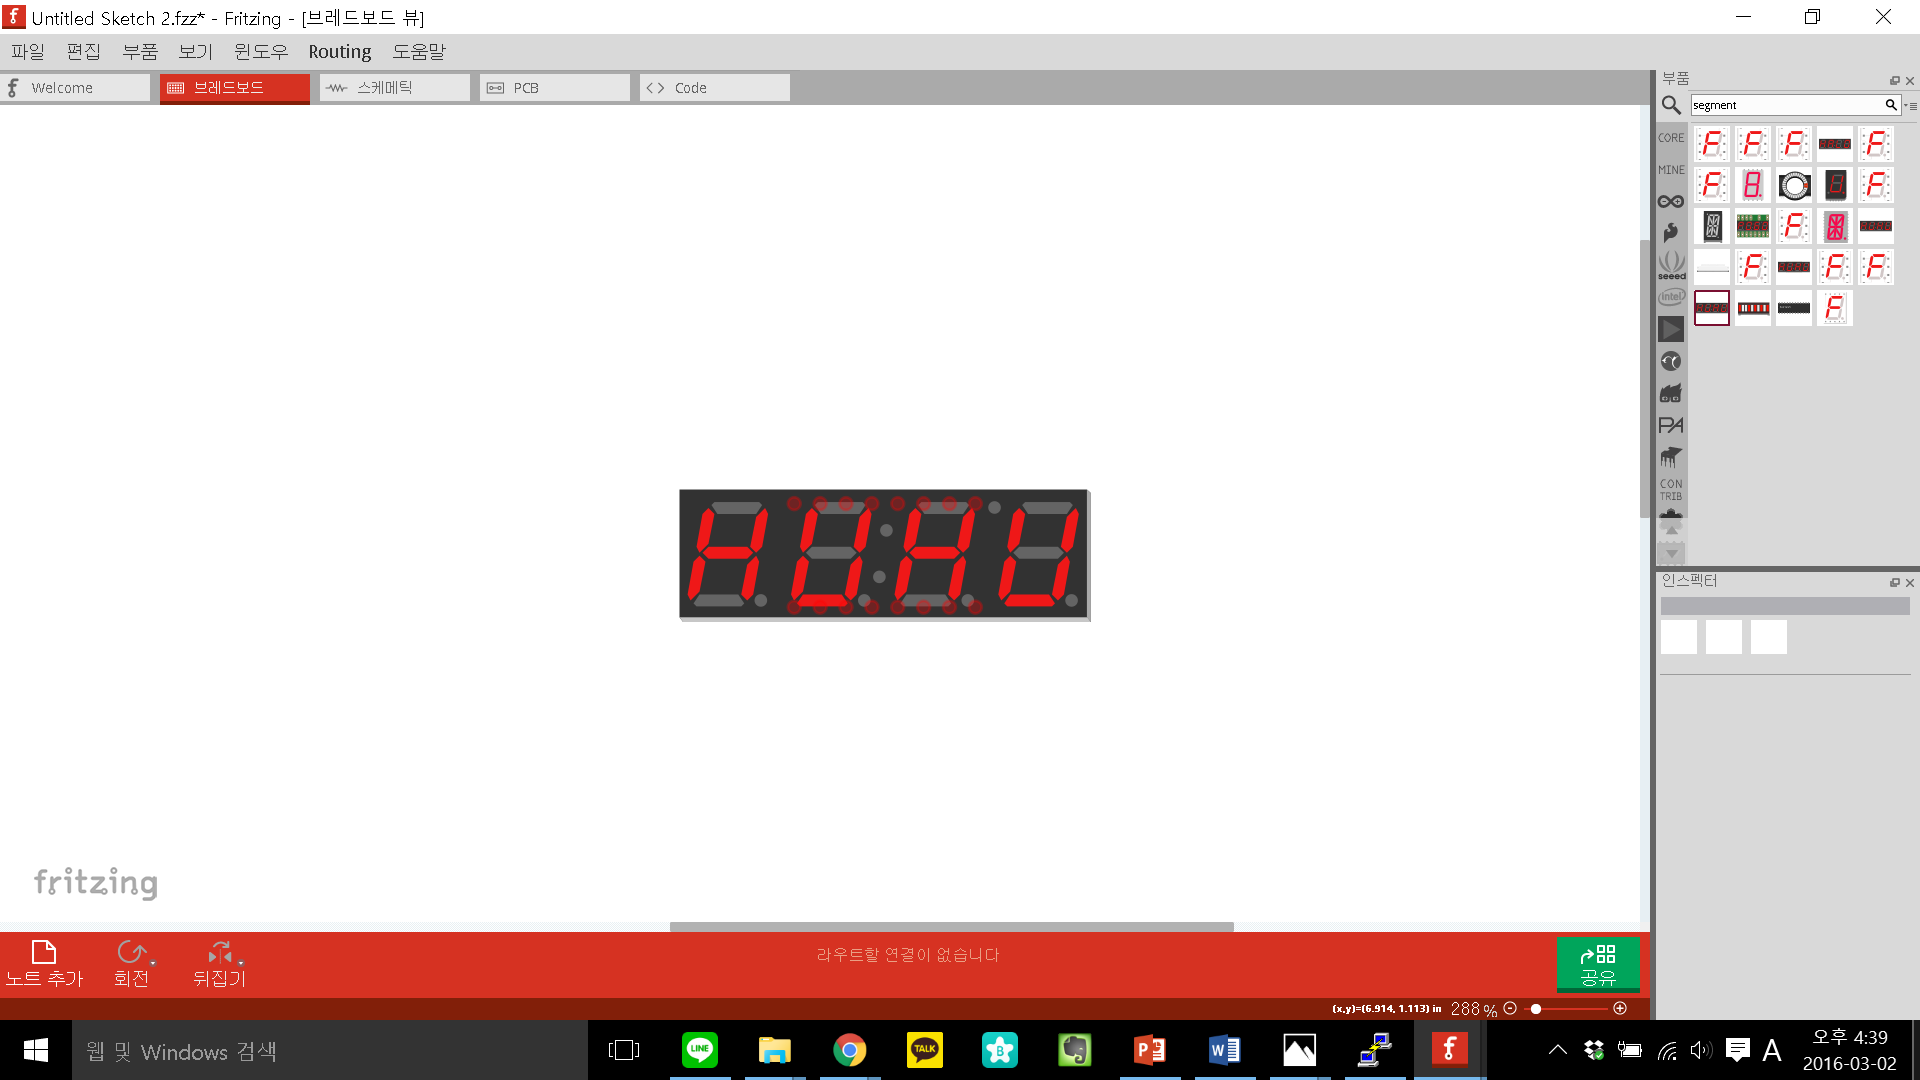 Untitled Sketch 2.fzz* - Fritzing - [브레드보드 뷰]
파일 편집 부품 보기 윈도우 Routing 도움말
Welcome
브레드보드
스케메틱
PCB
Code
부품
segment
CORE
MINE
seeed
intel
PA
CON
TRIB
인스펙터
fritzing
노트 추가
회전
뒤집기
라우트할 연결이 없습니다
공유
(x,y)=(6.914, 1.113) in 288 %
웹 및 Windows 검색
LINE
TALK
B
A
오후 4:39
2016-03-02